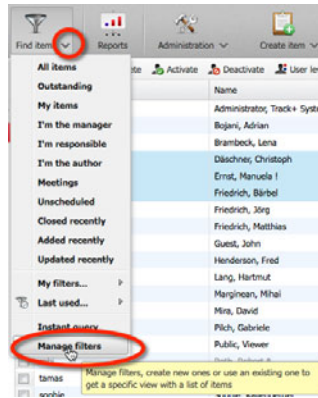 Find items
Reports
Administration
Create item
All items
Outstanding
My items
I'm the manager
I'm responsible
I'm the author
Meetings
Unscheduled
Closed recently
Added recently
Updated recently
My filters...
Last used...
Instant query
Manage filters
Activate
Deactivate
User lev
Name
Administrator, Track+ Syste
Bojani, Adrian
Brambeck, Lena
Däschner, Christoph
Ernst, Manuela !
Friedrich, Bärbel
Friedrich, Jörg
Friedrich, Matthias
Guest, John
Henderson, Fred
Lang, Hartmut
Marginean, Mihai
Mira, David
Pilch, Gabriele
Public, Viewer
Manage filters, create new ones or use an existing one to
get a specific view with a list of items
tamas
sophie